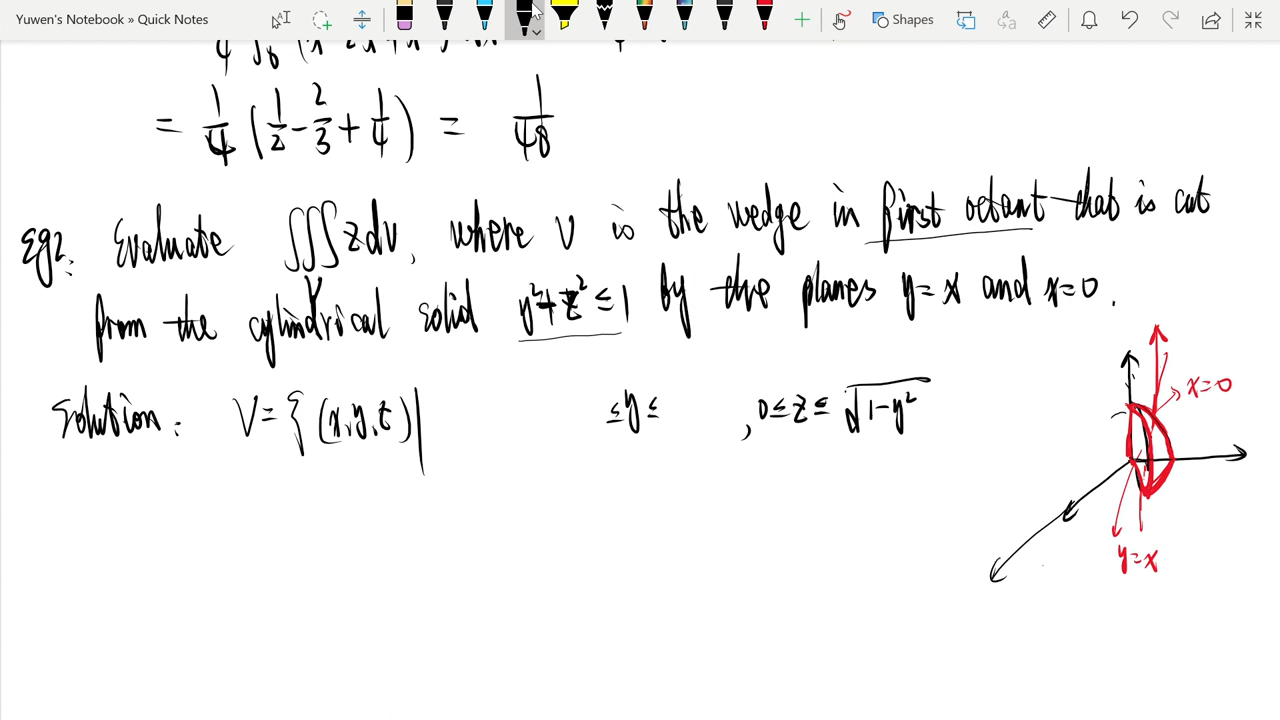 Yuwen's Notebook » Quick Notes
Shapes
= 1/4 (1/2 - 2/3 + 1/4) = 1/48
Eg2: Evaluate ∭_V z dV, where V is the wedge in first octant that is cut
from the cylindrical solid y²+z² ≤ 1 by the planes y=x and x=0.
x=0
Solution: V = { (x,y,z) | ≤ y ≤ , 0 ≤ z ≤ √(1-y²)
y=x